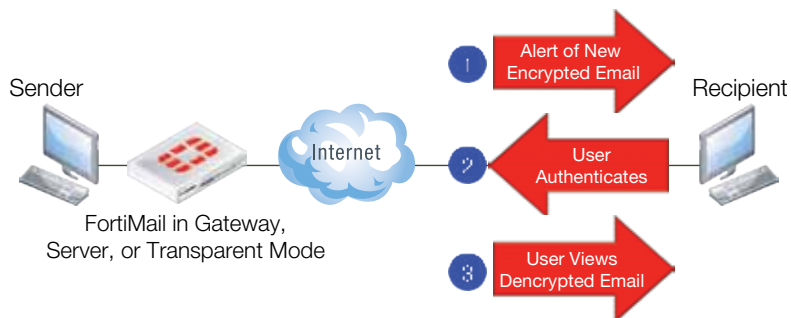 1
Alert of New
Encrypted Email
Sender
Recipient
Internet
2
User
Authenticates
FortiMail in Gateway,
Server, or Transparent Mode
3
User Views
Dencrypted Email